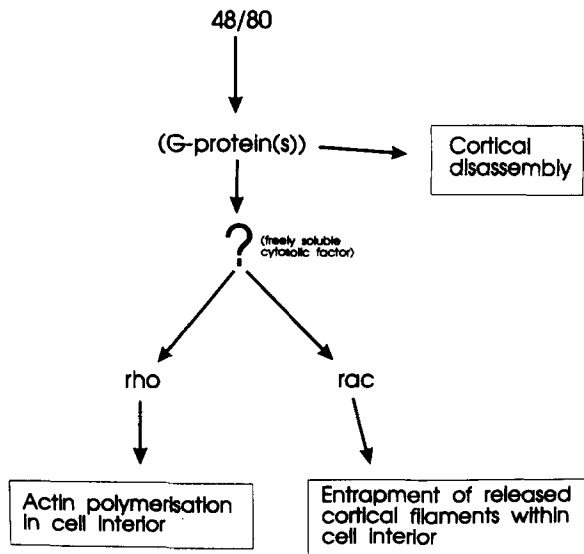 48/80
(G-protein(s))
Cortical
disassembly
?
(freely soluble
cytosolic factor)
rho
rac
Actin polymerisation
in cell interior
Entrapment of released
cortical filaments within
cell interior